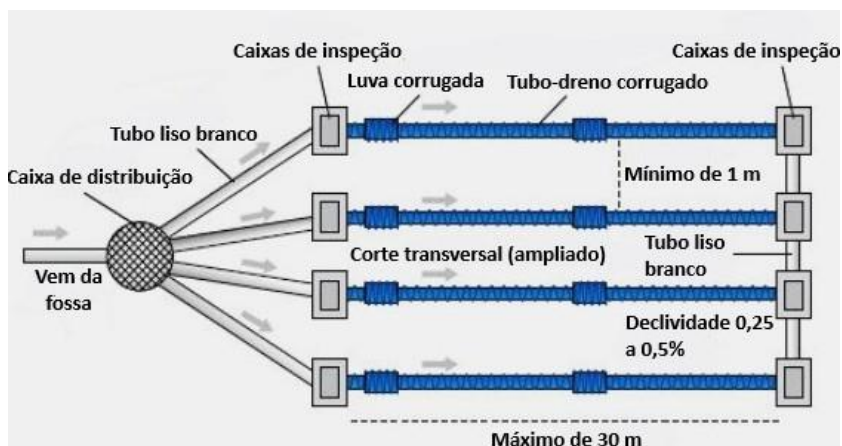 Caixas de inspeção
Caixas de inspeção
Luva corrugada
Tubo-dreno corrugado
Tubo liso branco
Caixa de distribuição
Mínimo de 1 m
Vem da
fossa
Corte transversal (ampliado)
Tubo liso
branco
Declividade 0,25
a 0,5%
Máximo de 30 m